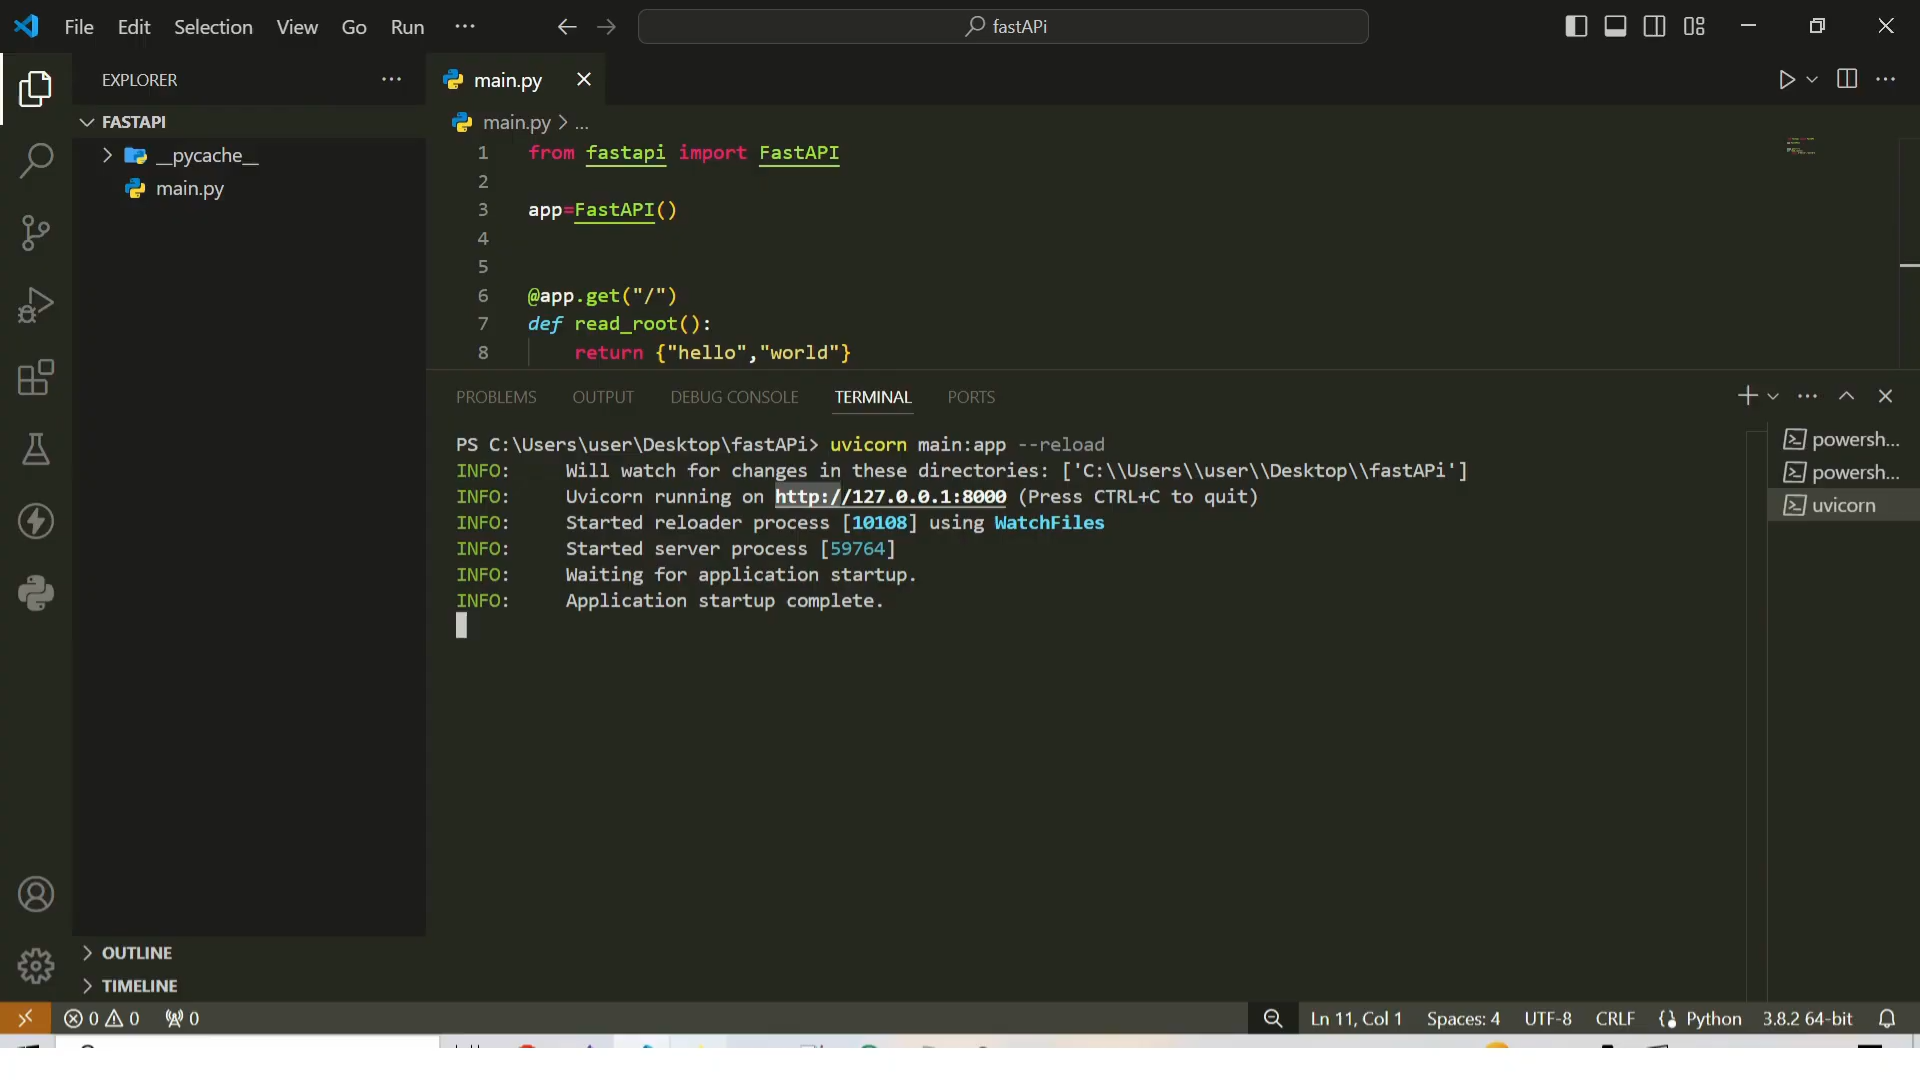 File Edit Selection View Go Run ··· fastAPi
EXPLORER ···
main.py
FASTAPI
__pycache__
main.py
main.py > ...
1 from fastapi import FastAPI
2
3 app=FastAPI()
4
5
6 @app.get("/")
7 def read_root():
8 return {"hello","world"}
PROBLEMS OUTPUT DEBUG CONSOLE TERMINAL PORTS
PS C:\Users\user\Desktop\fastAPi> uvicorn main:app --reload
INFO: Will watch for changes in these directories: ['C:\\Users\\user\\Desktop\\fastAPi']
INFO: Uvicorn running on http://127.0.0.1:8000 (Press CTRL+C to quit)
INFO: Started reloader process [10108] using WatchFiles
INFO: Started server process [59764]
INFO: Waiting for application startup.
INFO: Application startup complete.
powersh...
powersh...
uvicorn
OUTLINE
TIMELINE
0 0 0 Ln 11, Col 1 Spaces: 4 UTF-8 CRLF Python 3.8.2 64-bit